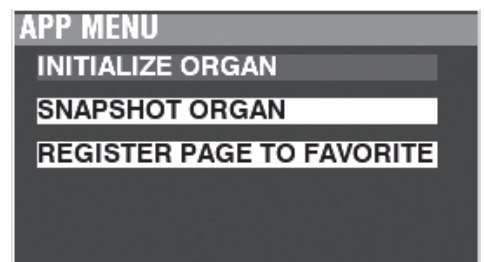 APP MENU
INITIALIZE ORGAN
SNAPSHOT ORGAN
REGISTER PAGE TO FAVORITE